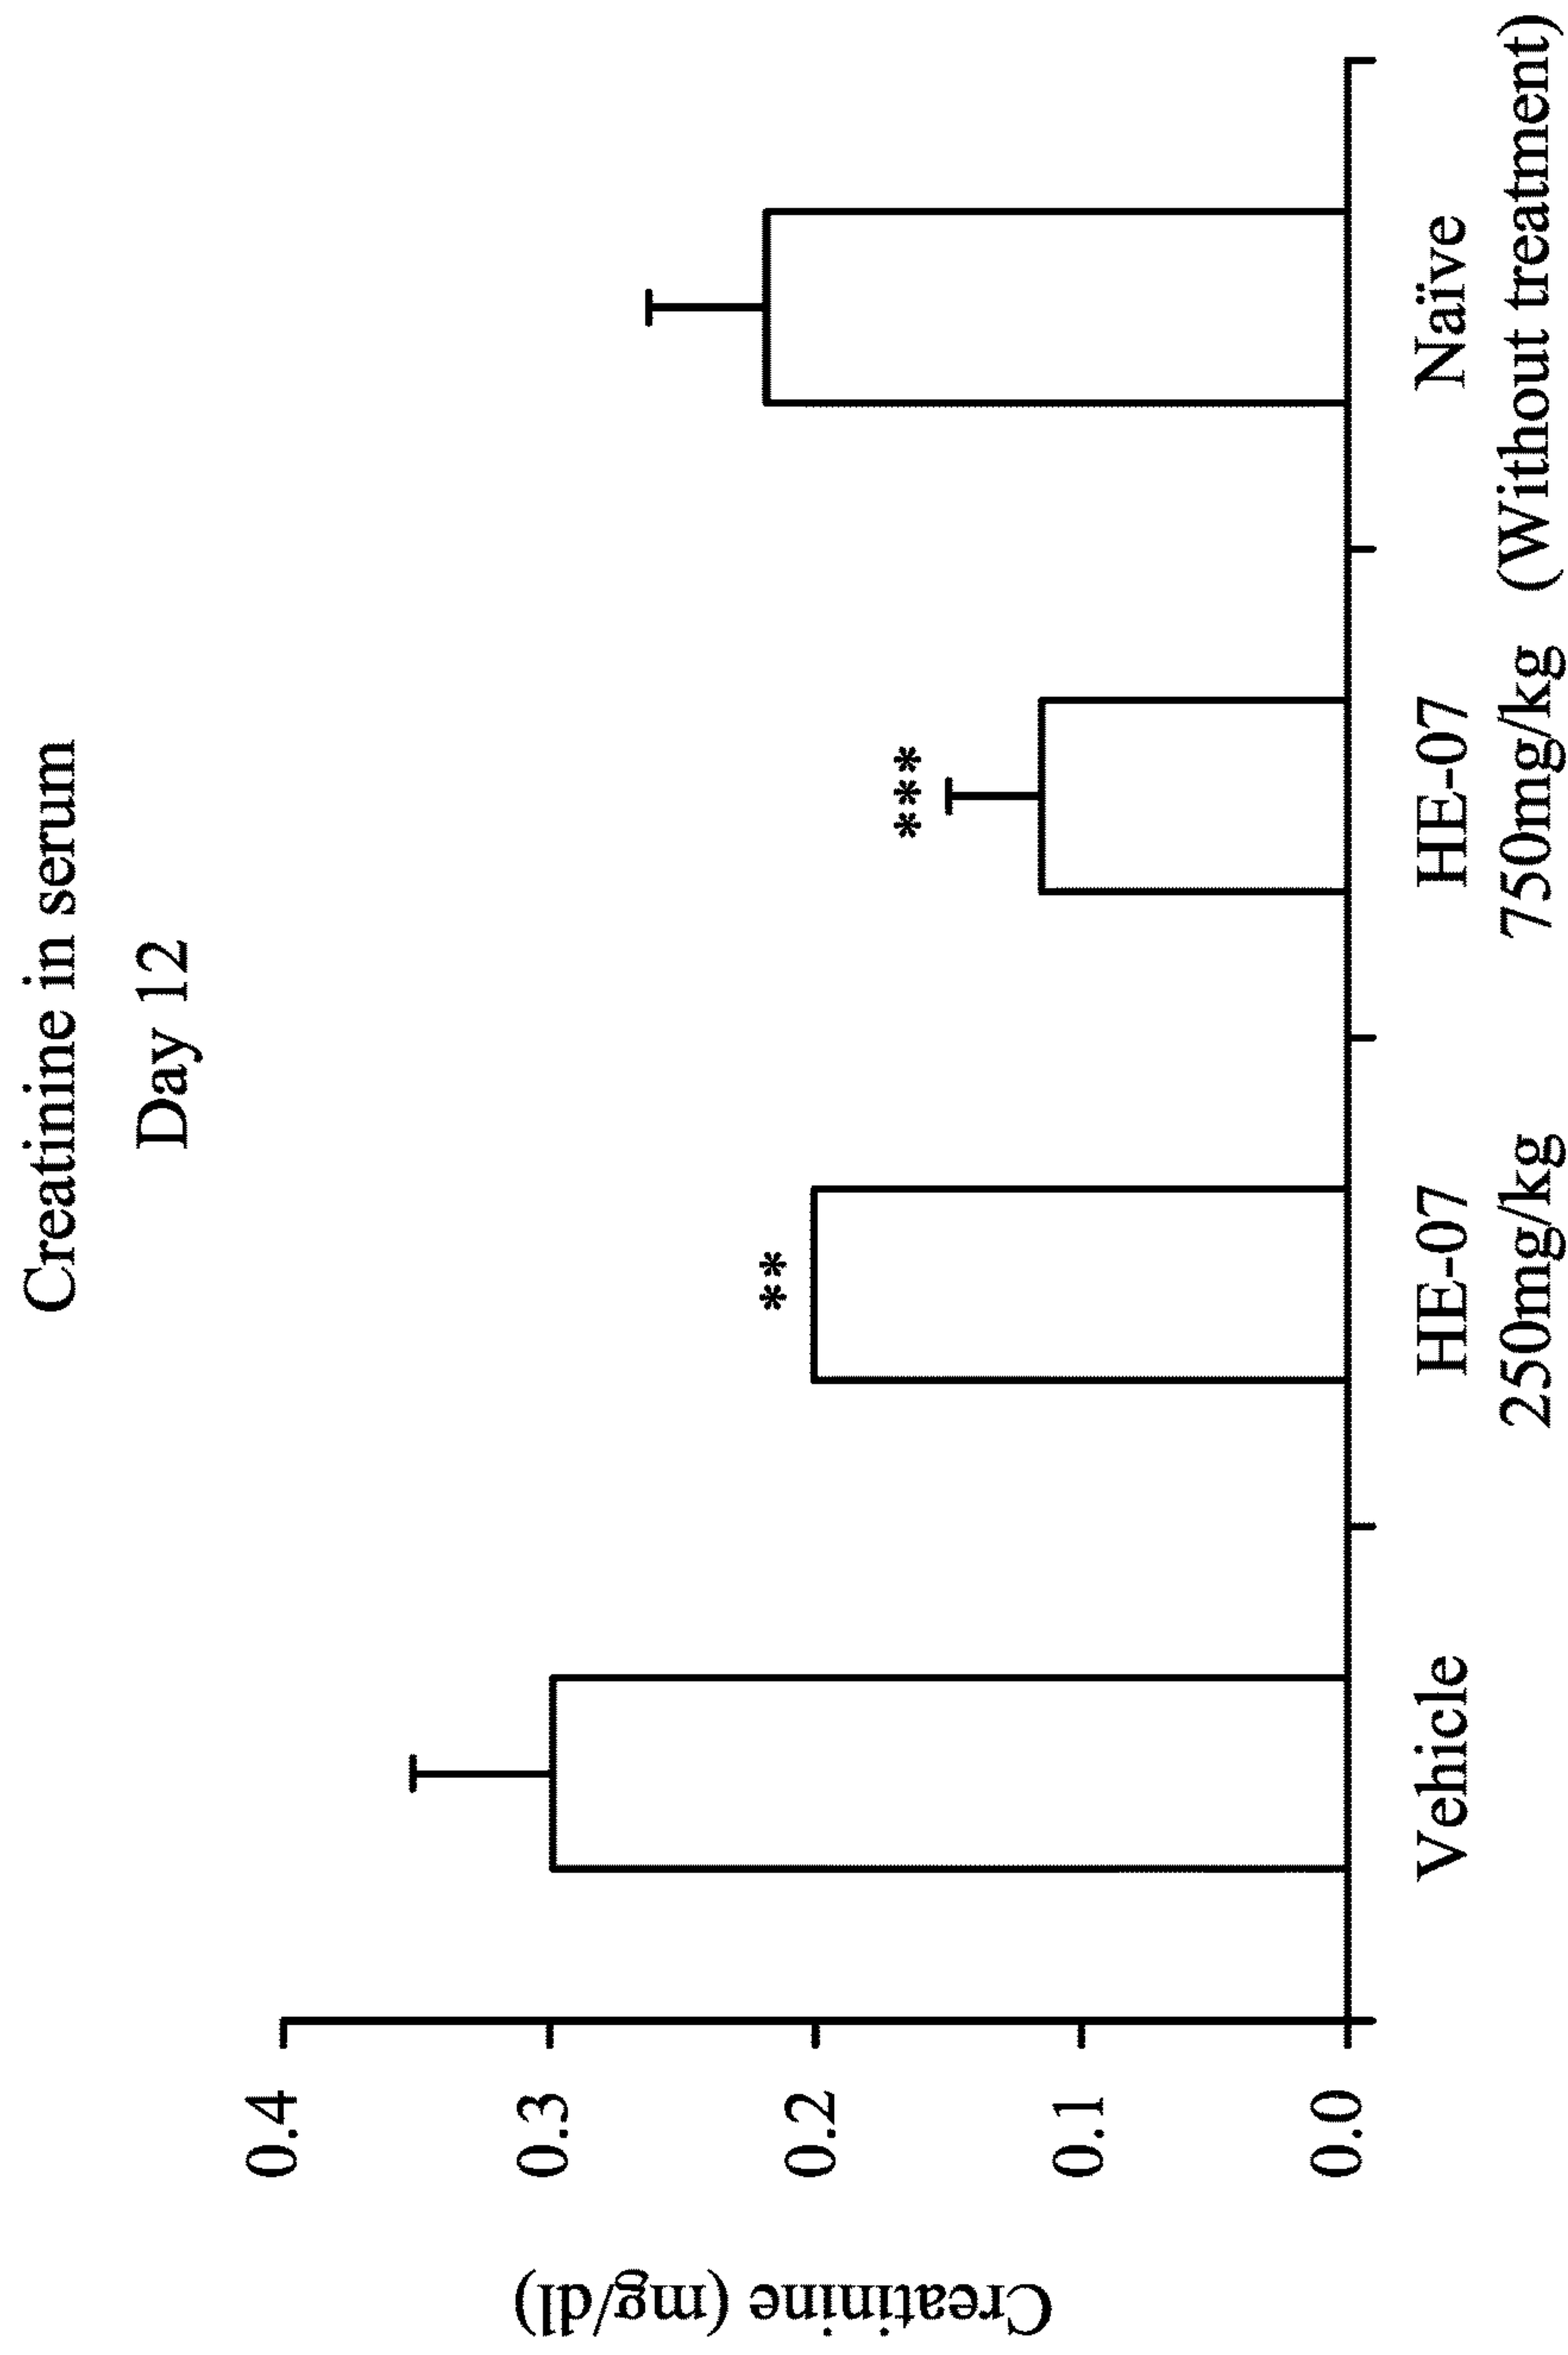 Creatinine in serum
Day 12
Creatinine (mg/dl)
0.4
0.3
0.2
0.1
0.0
**
***
Vehicle
HE-07
250mg/kg
HE-07
750mg/kg
Naïve
(Without treatment)